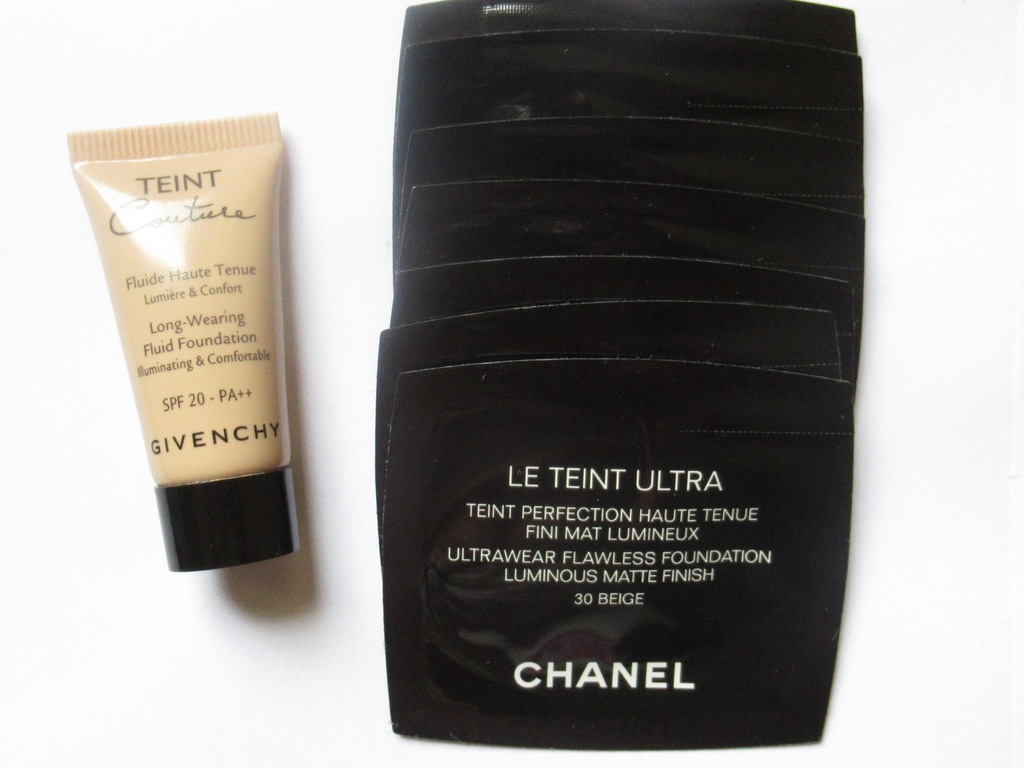 TEINT
Couture
Fluide Haute Tenue
Lumière & Confort
Long-Wearing
Fluid Foundation
Illuminating & Comfortable
SPF 20 - PA++
GIVENCHY
LE TEINT ULTRA
TEINT PERFECTION HAUTE TENUE
FINI MAT LUMINEUX
ULTRAWEAR FLAWLESS FOUNDATION
LUMINOUS MATTE FINISH
30 BEIGE
CHANEL